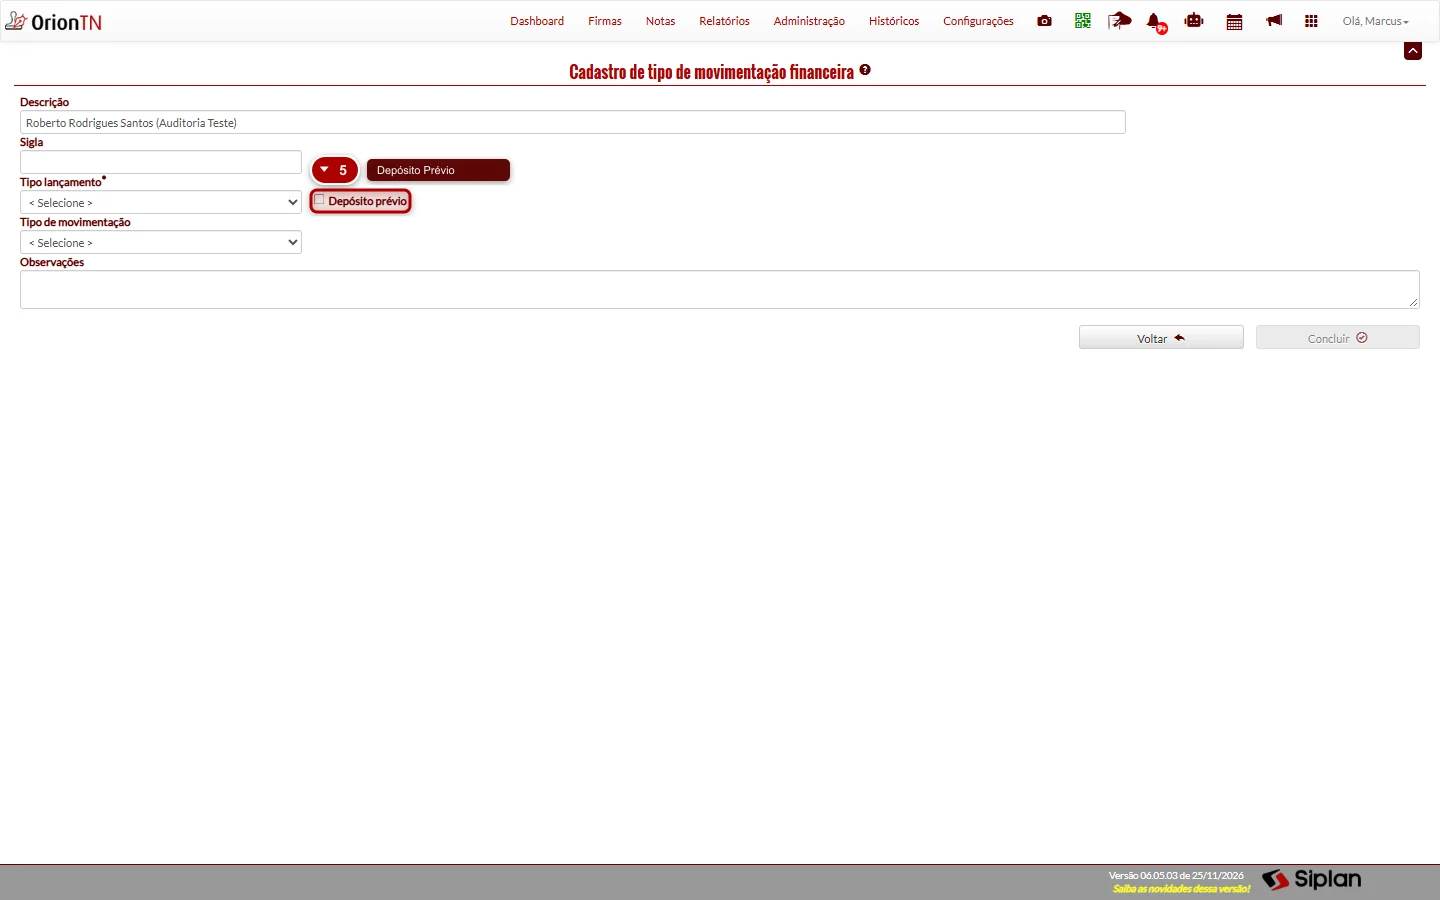 OrionTN
Dashboard Firmas Notas Relatórios Administração Históricos Configurações 9+ Olá, Marcus
Cadastro de tipo de movimentação financeira
Descrição
Roberto Rodrigues Santos (Auditoria Teste)
Sigla
5 Depósito Prévio
Tipo lançamento*
< Selecione > Depósito prévio
Tipo de movimentação
< Selecione >
Observações
Voltar Concluir
Versão 06.05.03 de 25/11/2026
Saiba as novidades dessa versão!
Siplan